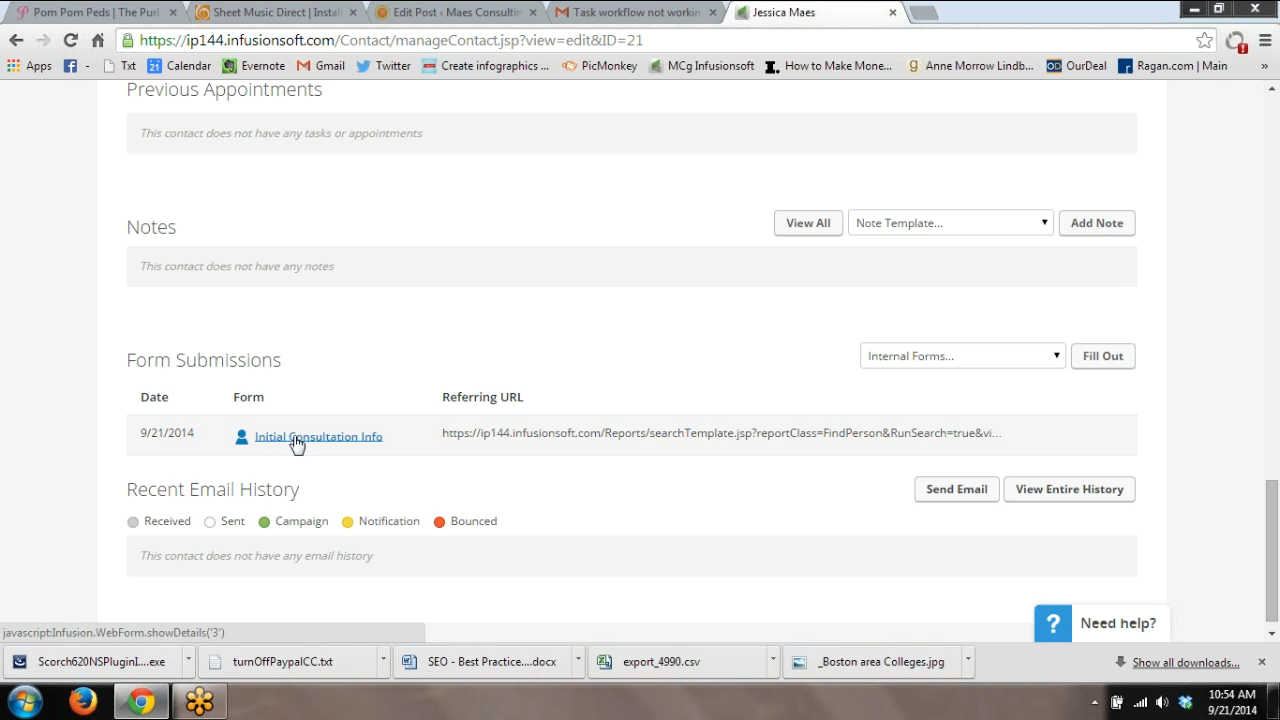 Pom Pom Peds | The Purl
Sheet Music Direct | Instal
Edit Post ‹ Maes Consultin
Task workflow not workin
Jessica Maes
https://ip144.infusionsoft.com/Contact/manageContact.jsp?view=edit&ID=21
Apps
-
Txt
Calendar
Evernote
Gmail
Twitter
Create infographics ...
PicMonkey
MCg Infusionsoft
How to Make Mone...
Anne Morrow Lindb...
OurDeal
Ragan.com | Main
»
Previous Appointments
This contact does not have any tasks or appointments
Notes
View All
Note Template...
Add Note
This contact does not have any notes
Form Submissions
Internal Forms...
Fill Out
Date Form Referring URL
9/21/2014 Initial Consultation Info https://ip144.infusionsoft.com/Reports/searchTemplate.jsp?reportClass=FindPerson&RunSearch=true&vi...
Recent Email History
Send Email
View Entire History
Received Sent Campaign Notification Bounced
This contact does not have any email history
? Need help?
javascript:Infusion.WebForm.showDetails('3')
Scorch620NSPluginI....exe
turnOffPaypalCC.txt
SEO - Best Practice....docx
export_4990.csv
_Boston area Colleges.jpg
Show all downloads...
10:54 AM
9/21/2014